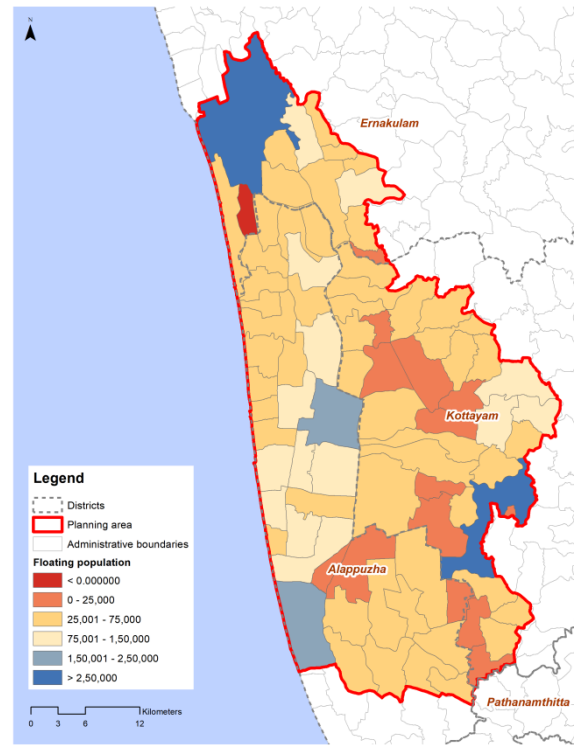 N
Ernakulam
Kottayam
Alappuzha
Pathanamthitta
Legend
Districts
Planning area
Administrative boundaries
Floating population
< 0.000000
0 - 25,000
25,001 - 75,000
75,001 - 1,50,000
1,50,001 - 2,50,000
> 2,50,000
Kilometers
0 3 6 12